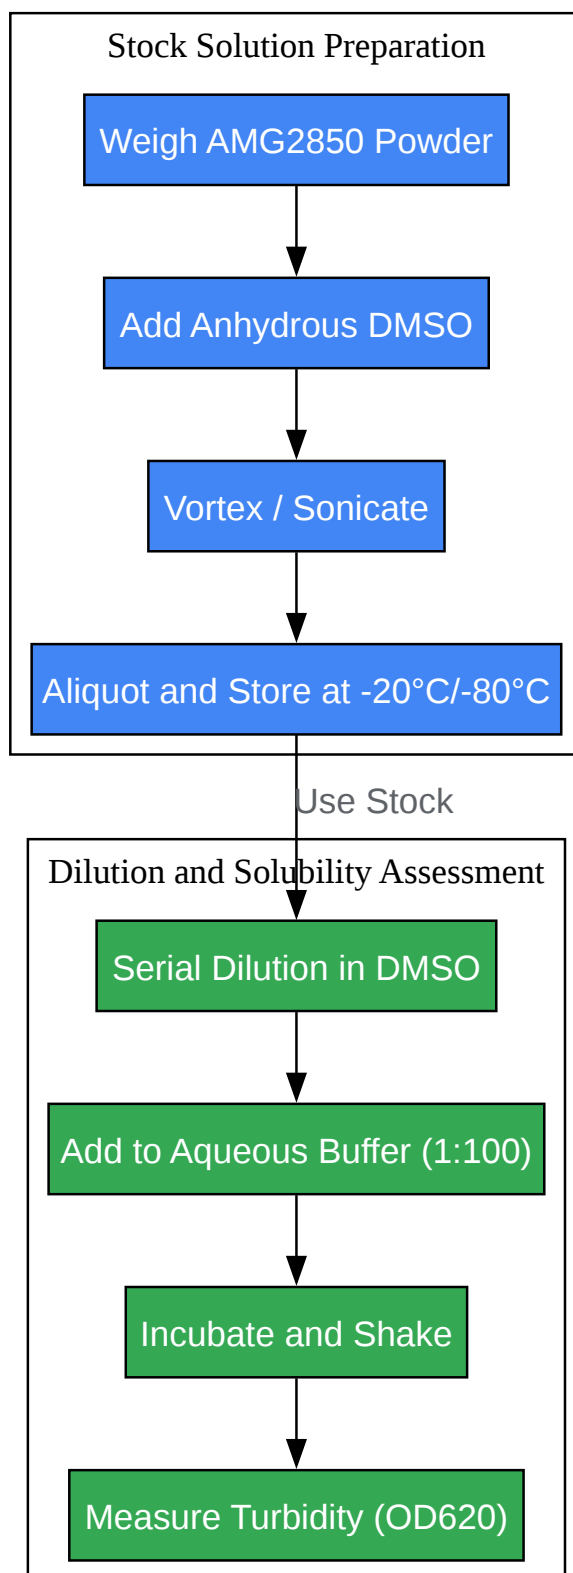 Stock Solution Preparation
Weigh AMG2850 Powder
Add Anhydrous DMSO
Vortex / Sonicate
Aliquot and Store at -20°C/-80°C
Use Stock
Dilution and Solubility Assessment
Serial Dilution in DMSO
Add to Aqueous Buffer (1:100)
Incubate and Shake
Measure Turbidity (OD620)